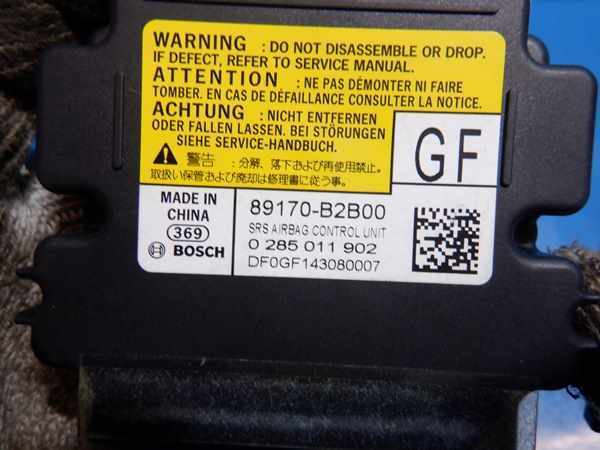 WARNING : DO NOT DISASSEMBLE OR DROP.
IF DEFECT, REFER TO SERVICE MANUAL.
ATTENTION : NE PAS DÉMONTER NI FAIRE
TOMBER. EN CAS DE DÉFAILLANCE CONSULTER LA NOTICE.
ACHTUNG : NICHT ENTFERNEN
ODER FALLEN LASSEN. BEI STÖRUNGEN
SIEHE SERVICE-HANDBUCH.
警告 : 分解、落下および再使用禁止。
取扱い保管および廃却は修理書に従う事。
GF
MADE IN
CHINA
369
BOSCH
89170-B2B00
SRS AIRBAG CONTROL UNIT
0 285 011 902
DF0GF143080007